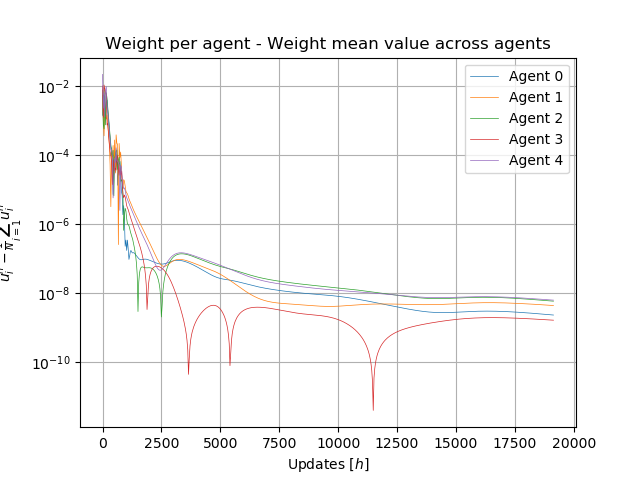 Weight per agent - Weight mean value across agents
Agent 0
Agent 1
Agent 2
Agent 3
Agent 4
10⁻²
10⁻⁴
10⁻⁶
10⁻⁸
10⁻¹⁰
0 2500 5000 7500 10000 12500 15000 17500 20000
Updates [h]